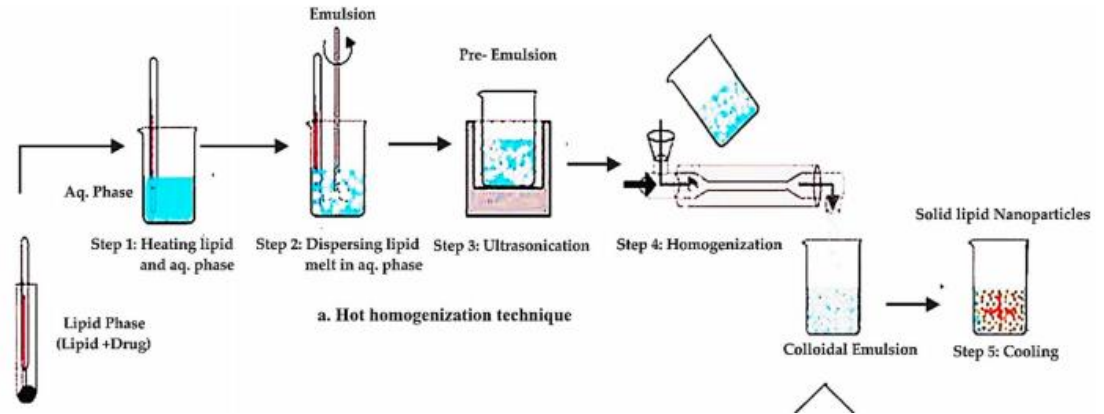 Emulsion
Pre- Emulsion
Aq. Phase
Step 1: Heating lipid
and aq. phase
Step 2: Dispersing lipid
melt in aq. phase
Step 3: Ultrasonication
Step 4: Homogenization
Solid lipid Nanoparticles
Lipid Phase
(Lipid +Drug)
a. Hot homogenization technique
Colloidal Emulsion
Step 5: Cooling